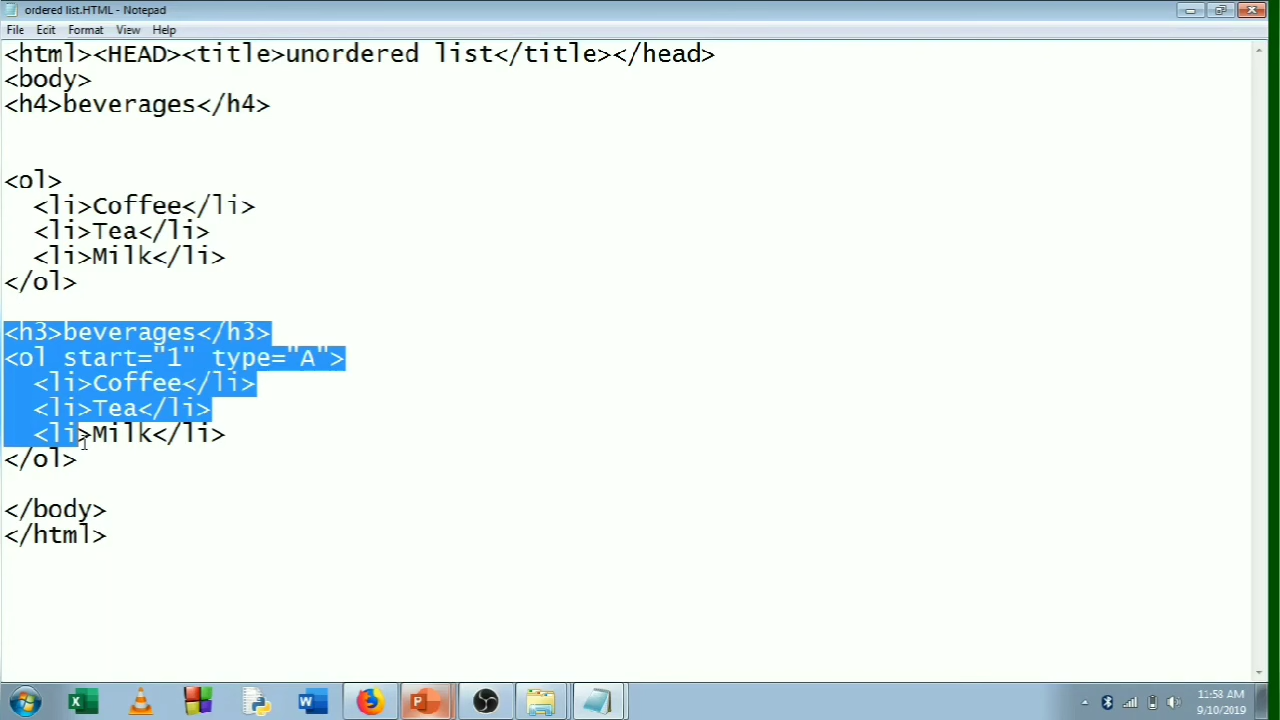 ordered list.HTML - Notepad
File Edit Format View Help
<html><HEAD><title>unordered list</title></head>
<body>
<h4>beverages</h4>
<ol>
<li>Coffee</li>
<li>Tea</li>
<li>Milk</li>
</ol>
<h3>beverages</h3>
<ol start="1" type="A">
<li>Coffee</li>
<li>Tea</li>
<li>Milk</li>
</ol>
</body>
</html>
11:58 AM
9/10/2019